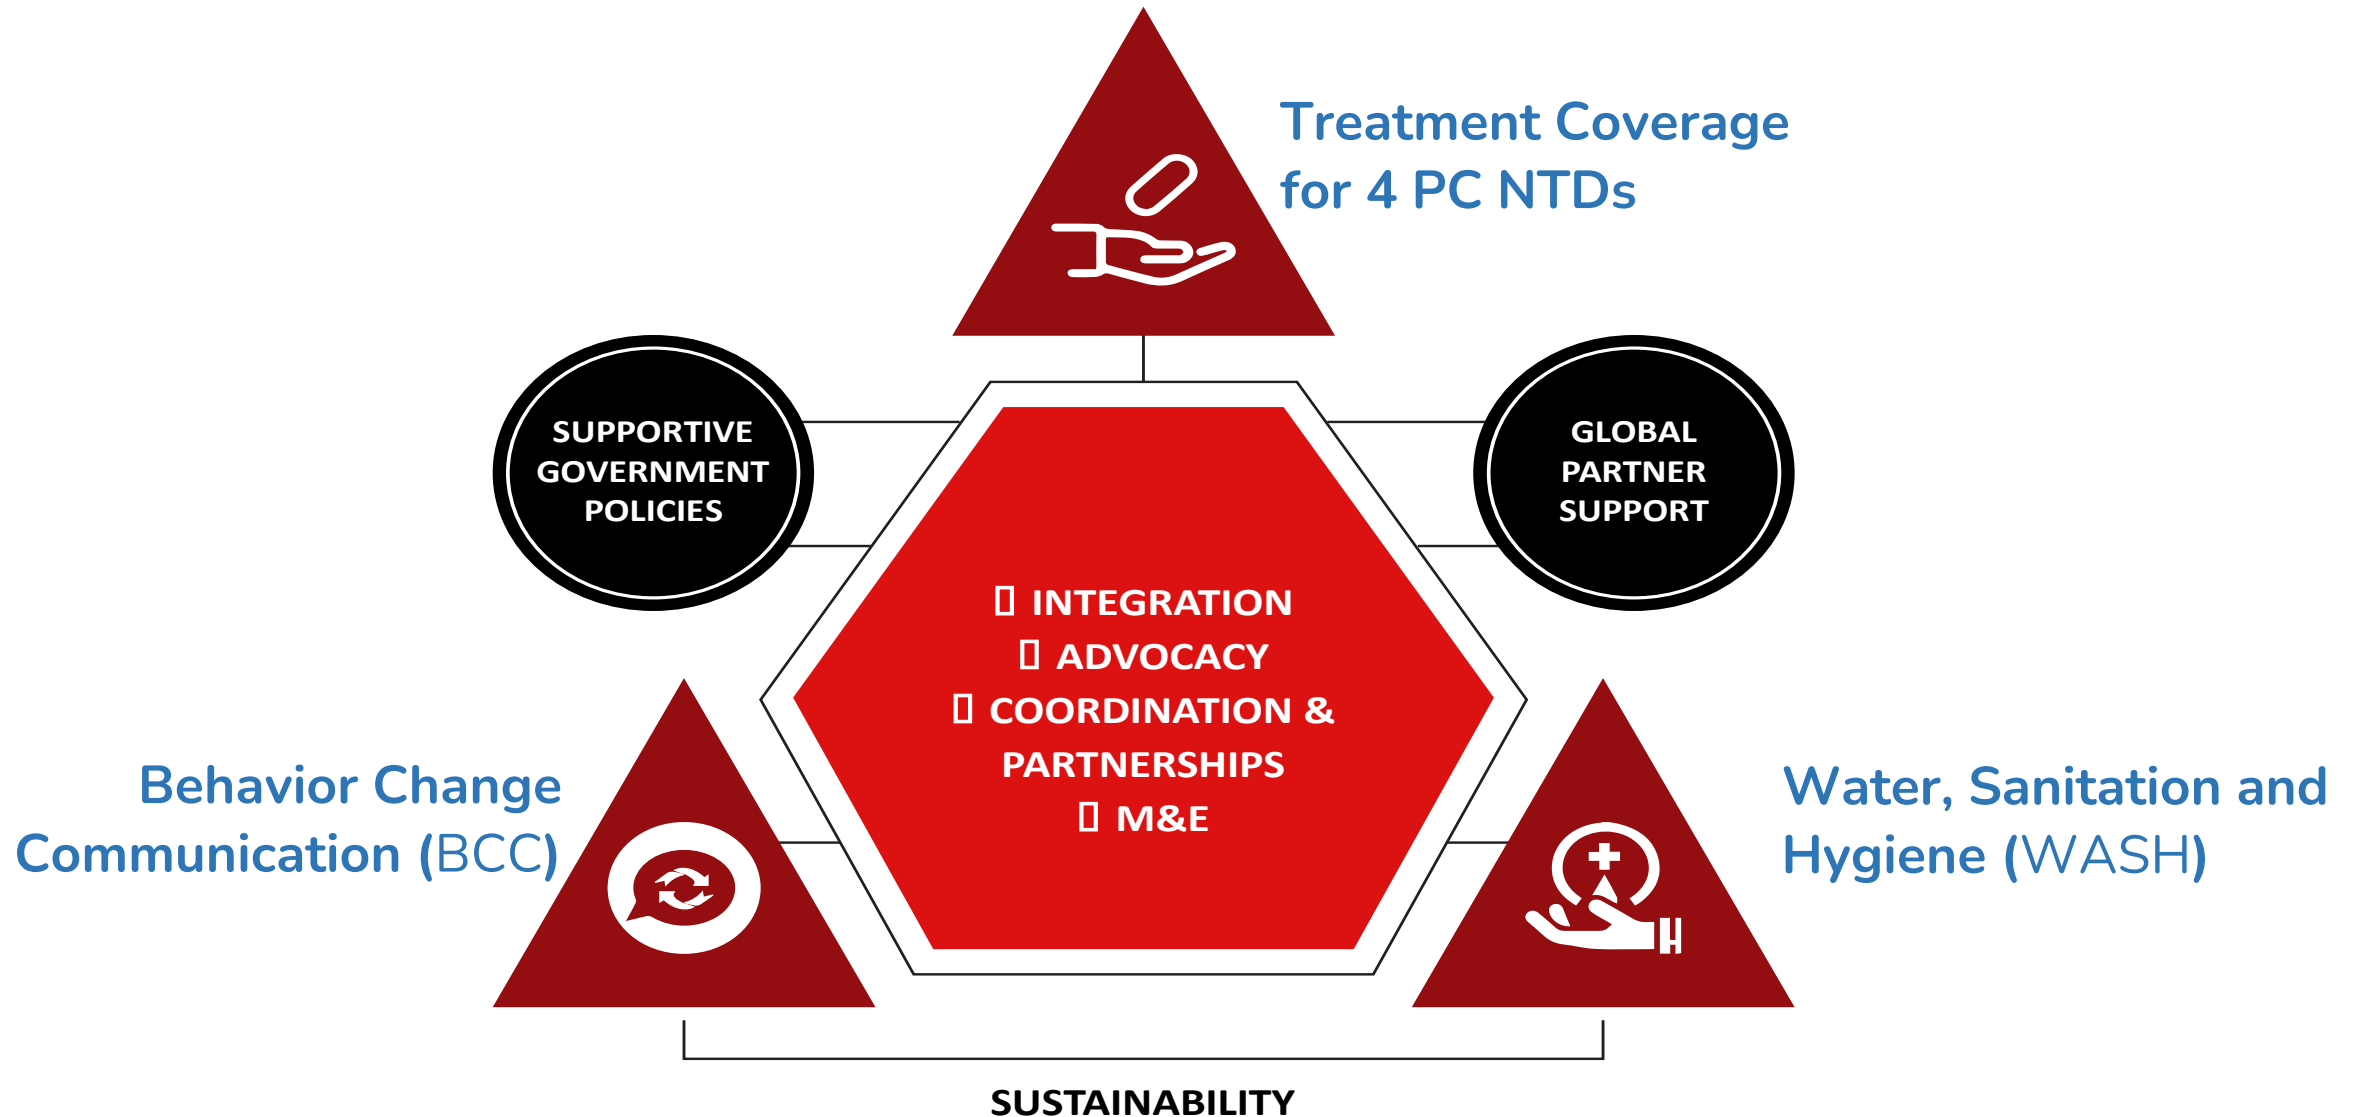 Treatment Coverage
for 4 PC NTDs
SUPPORTIVE
GOVERNMENT
POLICIES
GLOBAL
PARTNER
SUPPORT
INTEGRATION
ADVOCACY
COORDINATION &
PARTNERSHIPS
M&E
Behavior Change
Communication (BCC)
Water, Sanitation and
Hygiene (WASH)
SUSTAINABILITY